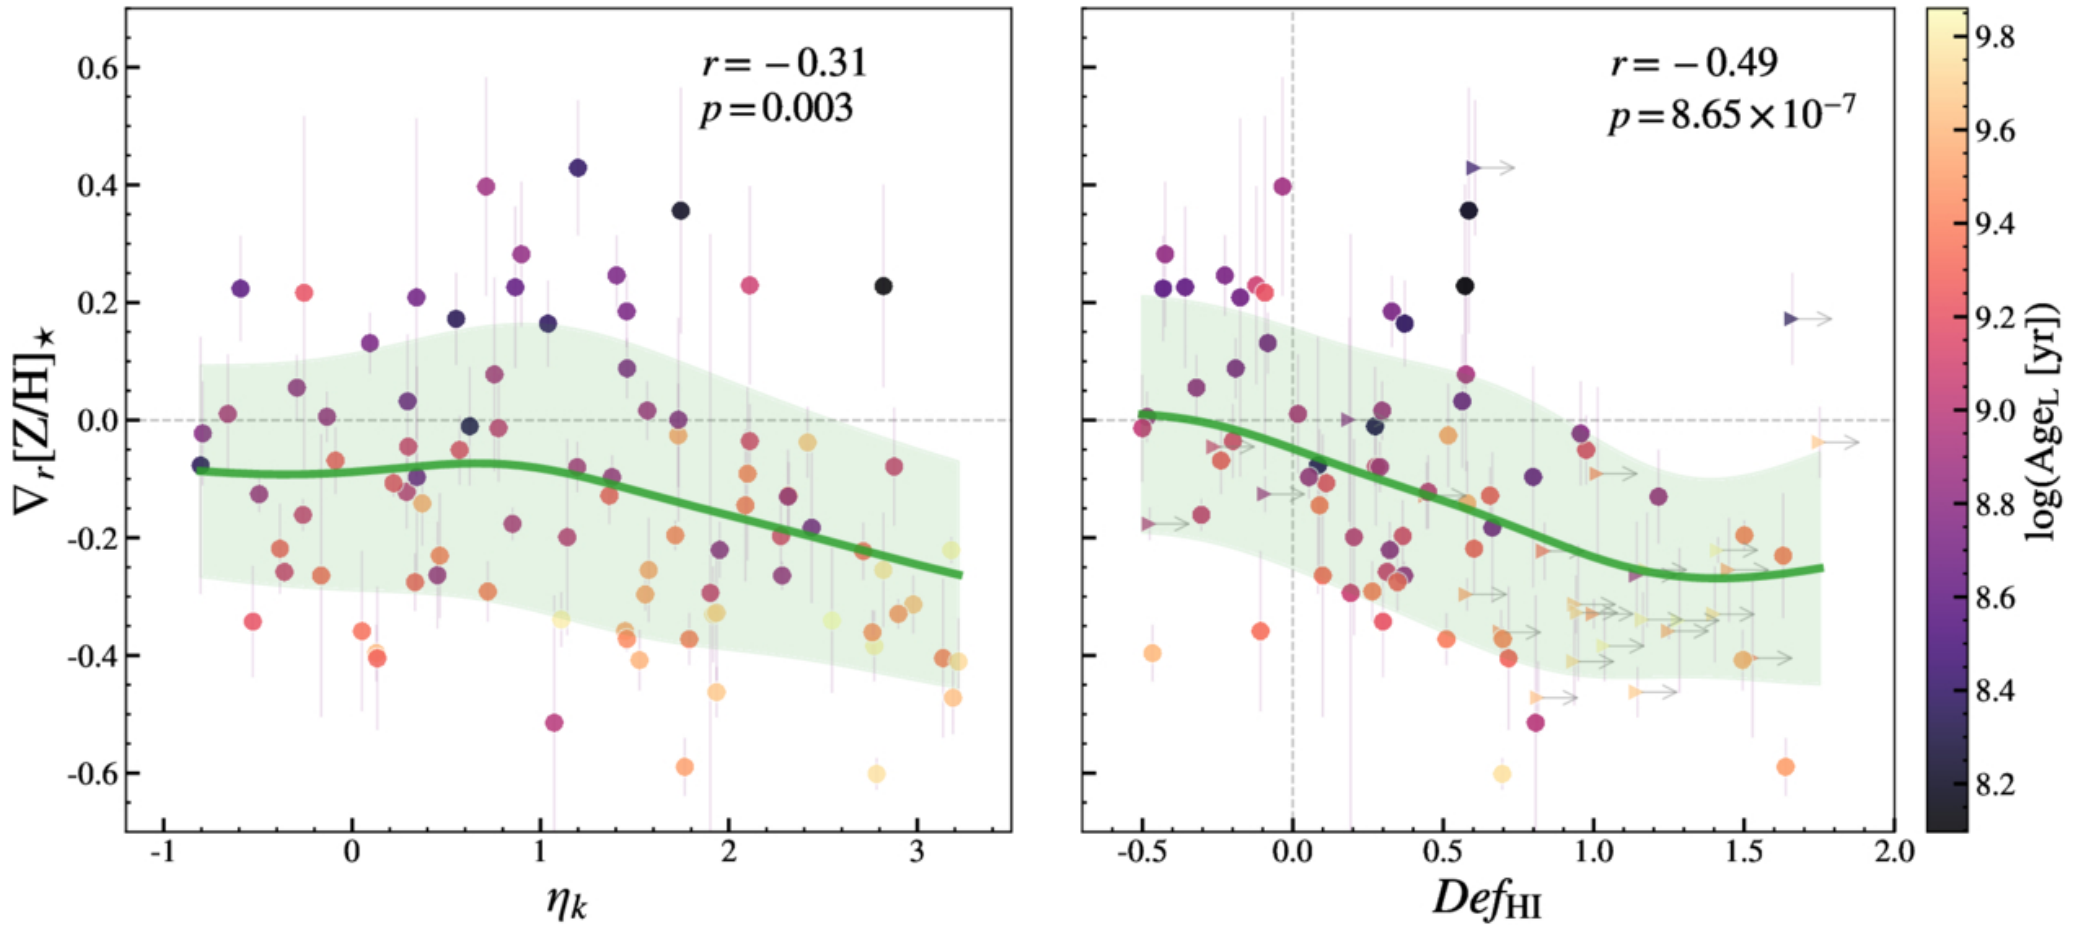 r = −0.31
p = 0.003
0.6
0.4
0.2
0.0
-0.2
-0.4
-0.6
∇r[Z/H]★
-1 0 1 2 3
ηk
r = −0.49
p = 8.65 × 10−7
-0.5 0.0 0.5 1.0 1.5 2.0
DefHI
9.8
9.6
9.4
9.2
9.0
8.8
8.6
8.4
8.2
log(AgeL [yr])